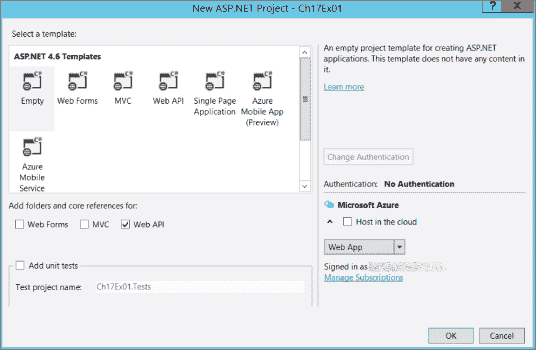 New ASP.NET Project - Ch17Ex01
?
X
Select a template:
ASP.NET 4.6 Templates
Empty
Web Forms
MVC
Web API
Single Page
Application
Azure
Mobile App
(Preview)
Azure
Mobile
Service
An empty project template for creating ASP.NET
applications. This template does not have any content in
it.
Learn more
Change Authentication
Authentication: No Authentication
Microsoft Azure
Host in the cloud
Web App
Signed in as
Manage Subscriptions
Add folders and core references for:
Web Forms
MVC
Web API
Add unit tests
Test project name:
Ch17Ex01.Tests
OK
Cancel